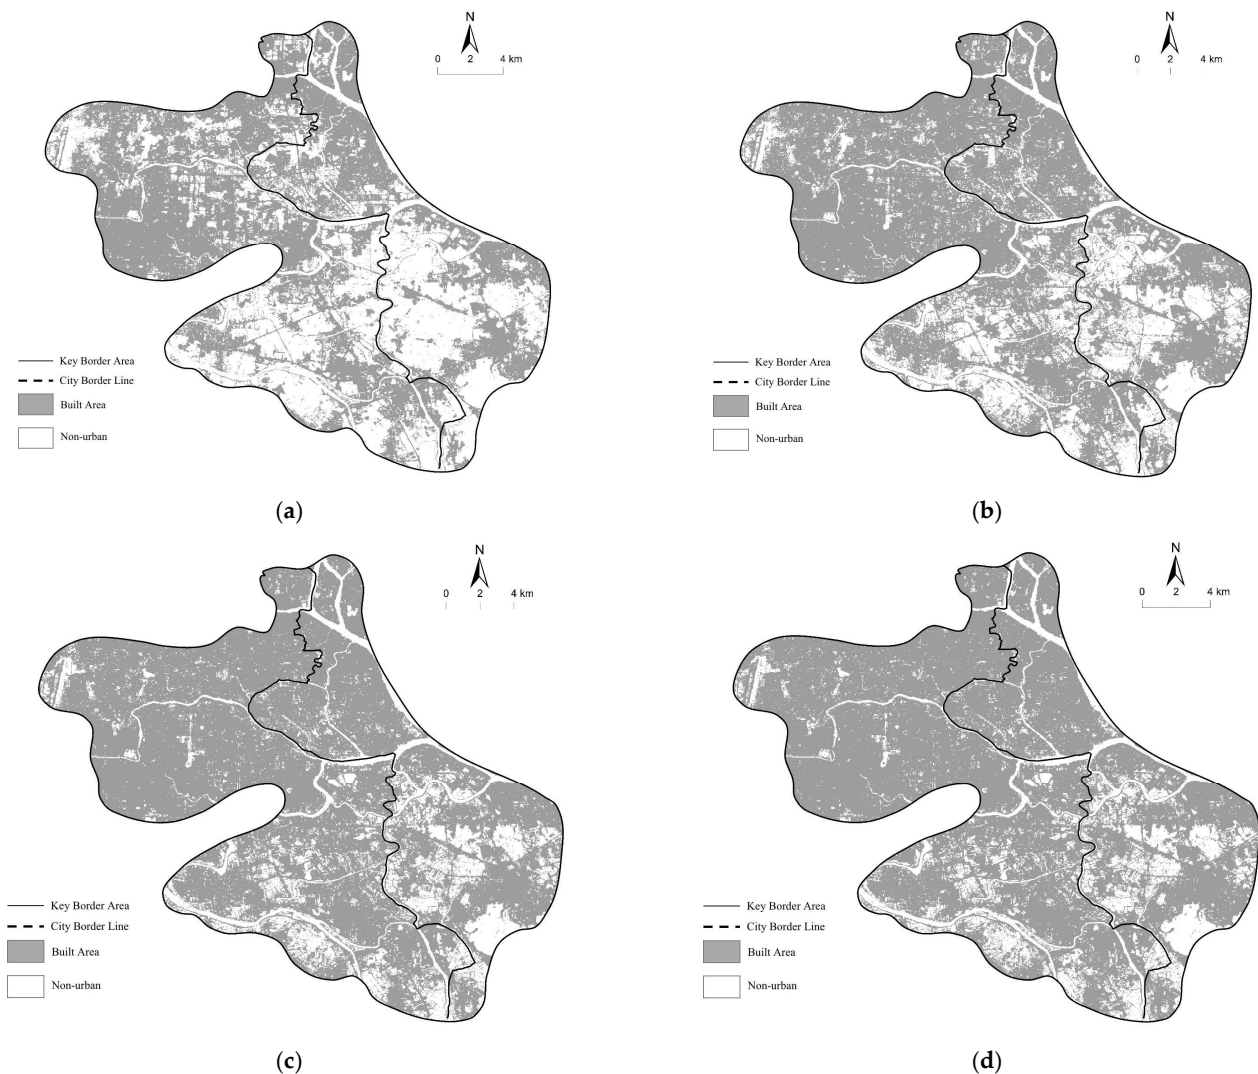 N
0 2 4 km
Key Border Area
City Border Line
Built Area
Non-urban
(a)
N
0 2 4 km
Key Border Area
City Border Line
Built Area
Non-urban
(b)
N
0 2 4 km
Key Border Area
City Border Line
Built Area
Non-urban
(c)
N
0 2 4 km
Key Border Area
City Border Line
Built Area
Non-urban
(d)